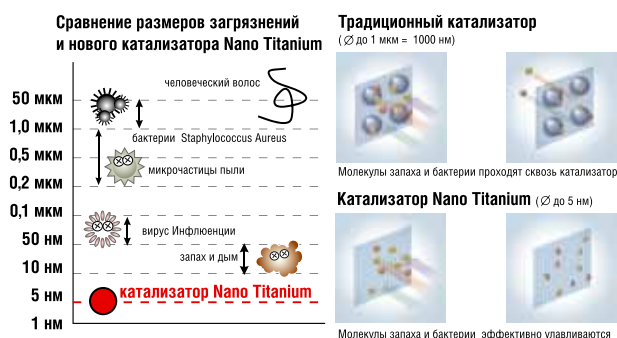 Сравнение размеров загрязнений
и нового катализатора Nano Titanium
человеческий волос
50 мкм
1,0 мкм
бактерии Staphylococcus Aureus
0,5 мкм
микрочастицы пыли
0,2 мкм
0,1 мкм
вирус Инфлюенции
50 нм
запах и дым
10 нм
5 нм
катализатор Nano Titanium
1 нм
Традиционный катализатор
(∅ до 1 мкм = 1000 нм)
Молекулы запаха и бактерии проходят сквозь катализатор
Катализатор Nano Titanium (∅ до 5 нм)
Молекулы запаха и бактерии эффективно улавливаются